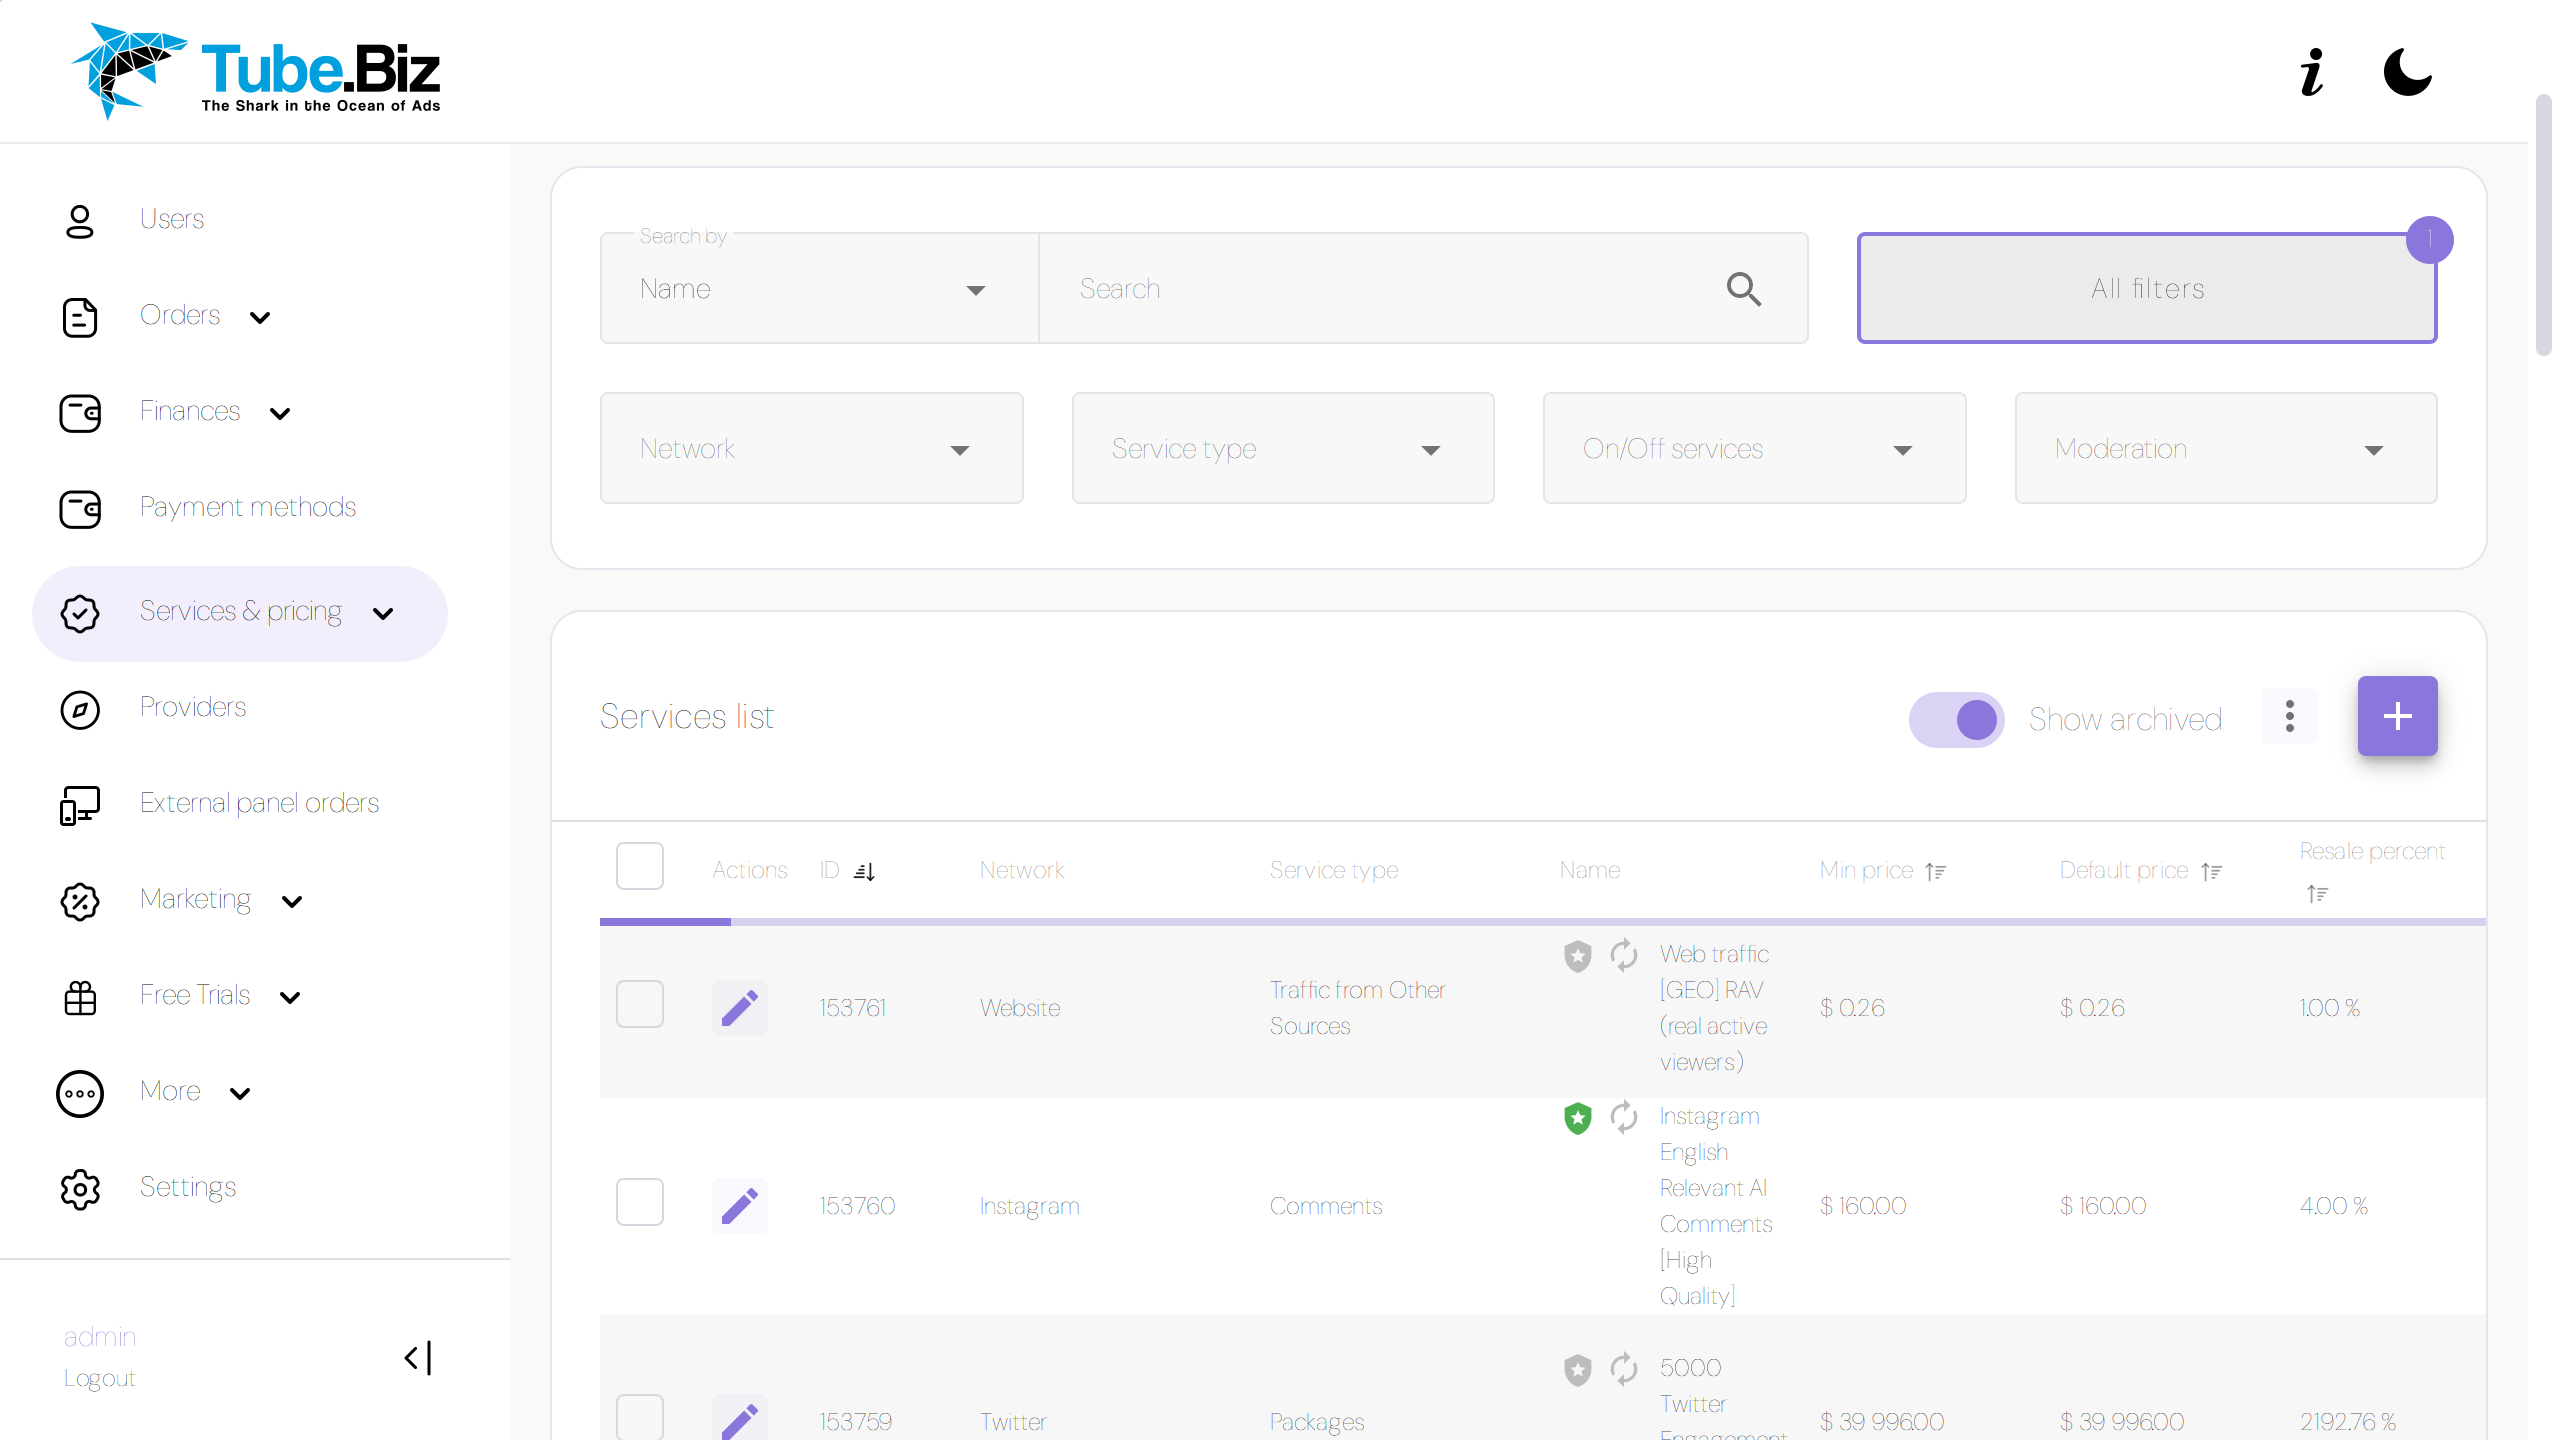 Tube.Biz
The Shark in the Ocean of Ads
Users
Orders
Finances
Payment methods
Services & pricing
Providers
External panel orders
Marketing
Free Trials
More
Settings
admin
Logout
Search by
Name
Search
All filters
1
Network
Service type
On/Off services
Moderation
Services list
Show archived
Actions
ID
Network
Service type
Name
Min price
Default price
Resale percent
153761
Website
Traffic from Other
Sources
Web traffic
[GEO] RAV
(real active
viewers)
$ 0.26
$ 0.26
1.00 %
153760
Instagram
Comments
Instagram
English
Relevant AI
Comments
[High
Quality]
$ 160.00
$ 160.00
4.00 %
153759
Twitter
Packages
5000
Twitter
Engagement
$ 39 996.00
$ 39 996.00
2192.76 %